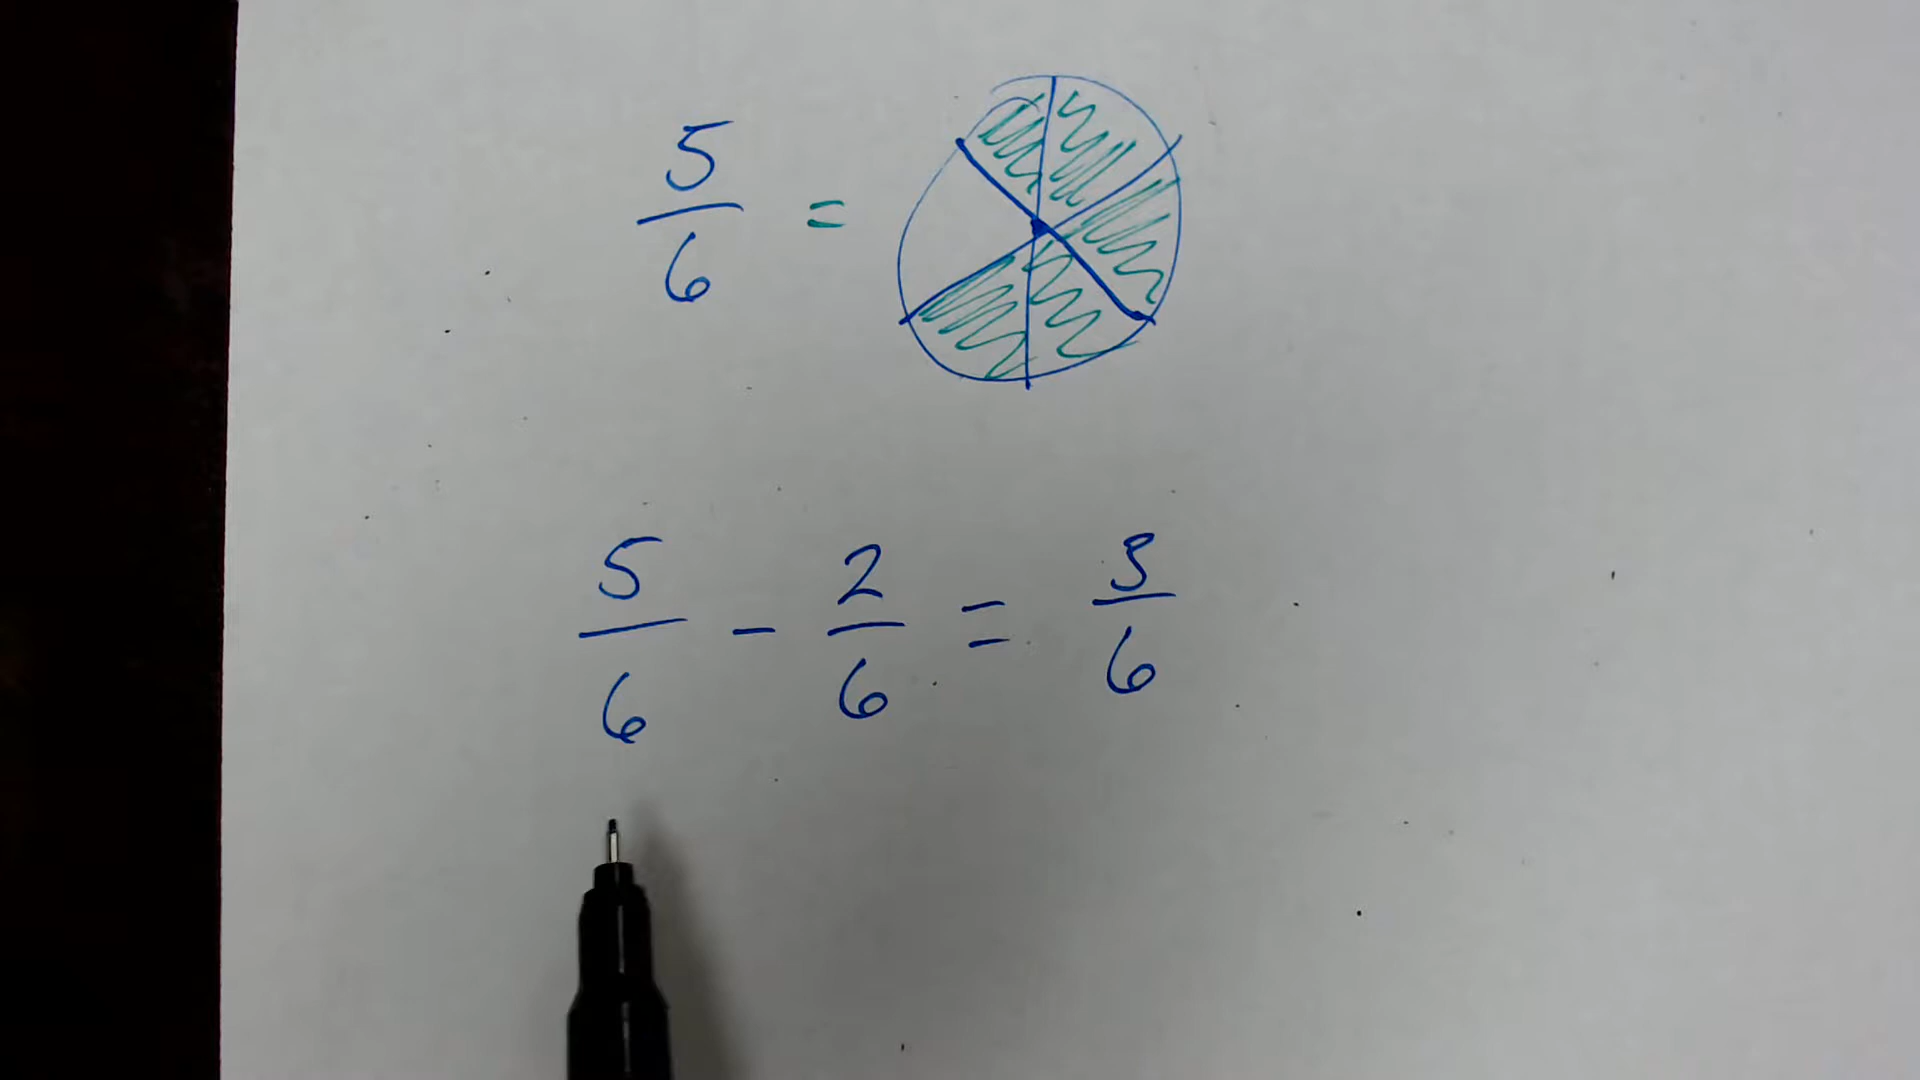 5/6 =
5/6 - 2/6 = 3/6